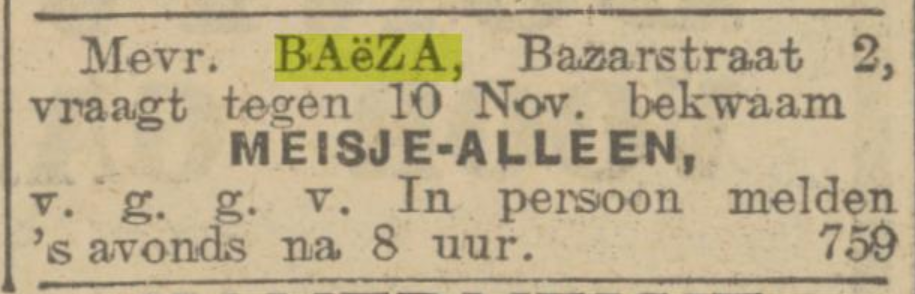 Mevr. BAëZA, Bazarstraat 2,
vraagt tegen 10 Nov. bekwaam
MEISJE-ALLEEN,
v. g. g. v. In persoon melden
's avonds na 8 uur. 759